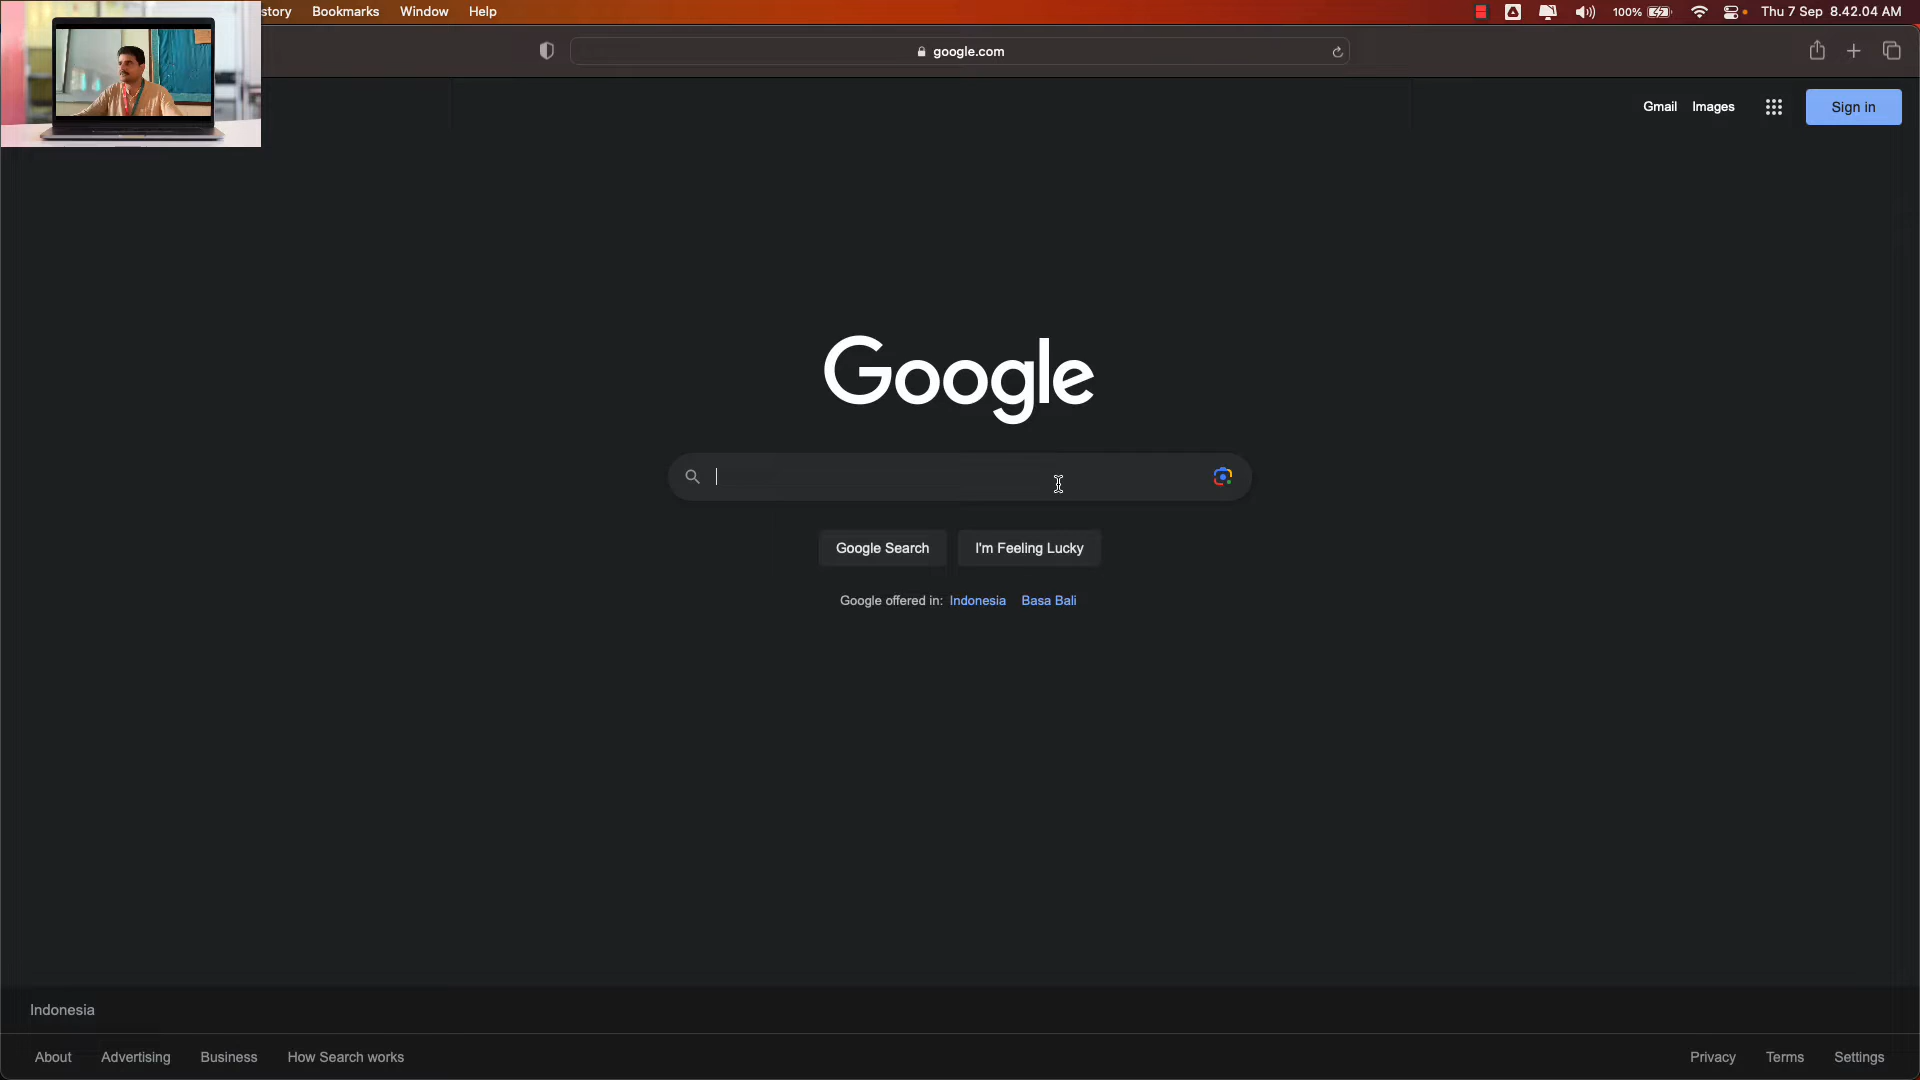 story Bookmarks Window Help 100% Thu 7 Sep 8.42.04 AM
google.com
Gmail Images Sign in
Google
Google Search I'm Feeling Lucky
Google offered in: Indonesia Basa Bali
Indonesia
About Advertising Business How Search works Privacy Terms Settings